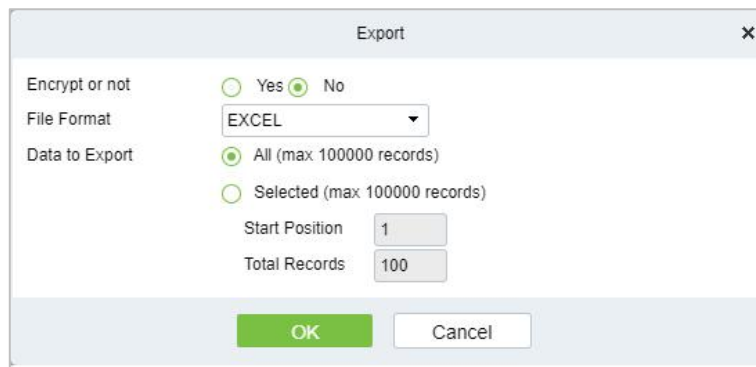 Export
Encrypt or not Yes No
File Format EXCEL
Data to Export All (max 100000 records)
Selected (max 100000 records)
Start Position 1
Total Records 100
OK Cancel